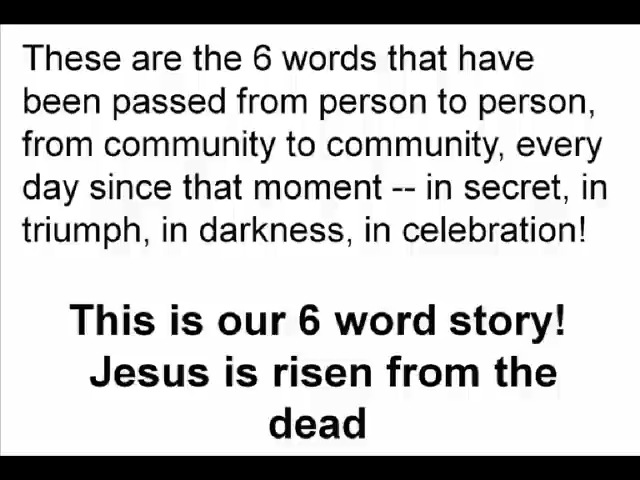 These are the 6 words that have
been passed from person to person,
from community to community, every
day since that moment -- in secret, in
triumph, in darkness, in celebration!
This is our 6 word story!
Jesus is risen from the
dead